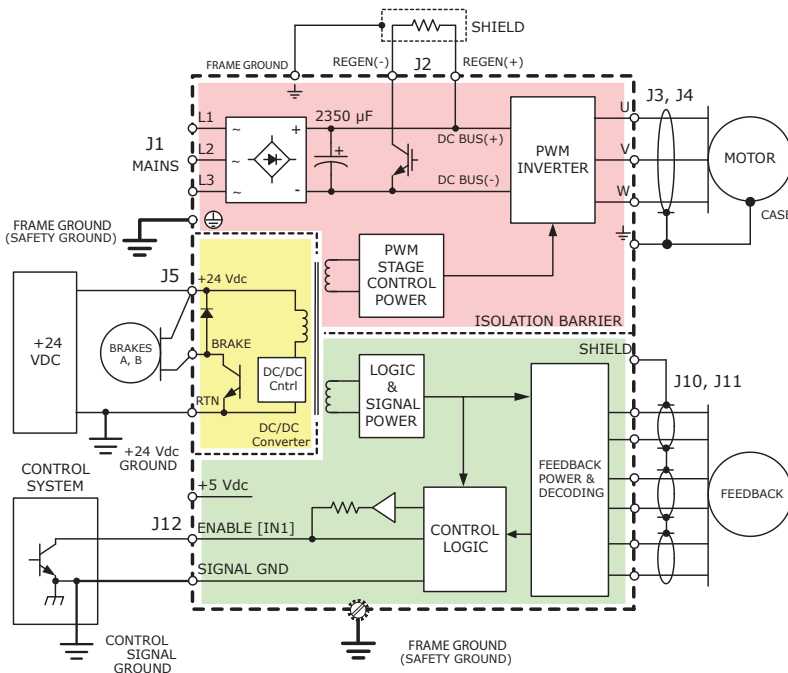 SHIELD
FRAME GROUND
REGEN(-)
J2
REGEN(+)
J3, J4
J1
MAINS
L1
L2
L3
~
~
~
+
-
2350 µF
+
DC BUS(+)
DC BUS(-)
PWM
INVERTER
U
V
W
MOTOR
CASE
FRAME GROUND
(SAFETY GROUND)
PWM
STAGE
CONTROL
POWER
ISOLATION BARRIER
J5
+24 Vdc
+24
VDC
BRAKES
A, B
BRAKE
RTN
DC/DC
Cntrl
DC/DC
Converter
+24 Vdc
GROUND
SHIELD
J10, J11
LOGIC
&
SIGNAL
POWER
FEEDBACK
POWER &
DECODING
FEEDBACK
CONTROL
SYSTEM
+5 Vdc
J12
ENABLE [IN1]
CONTROL
LOGIC
SIGNAL GND
CONTROL
SIGNAL
GROUND
FRAME GROUND
(SAFETY GROUND)